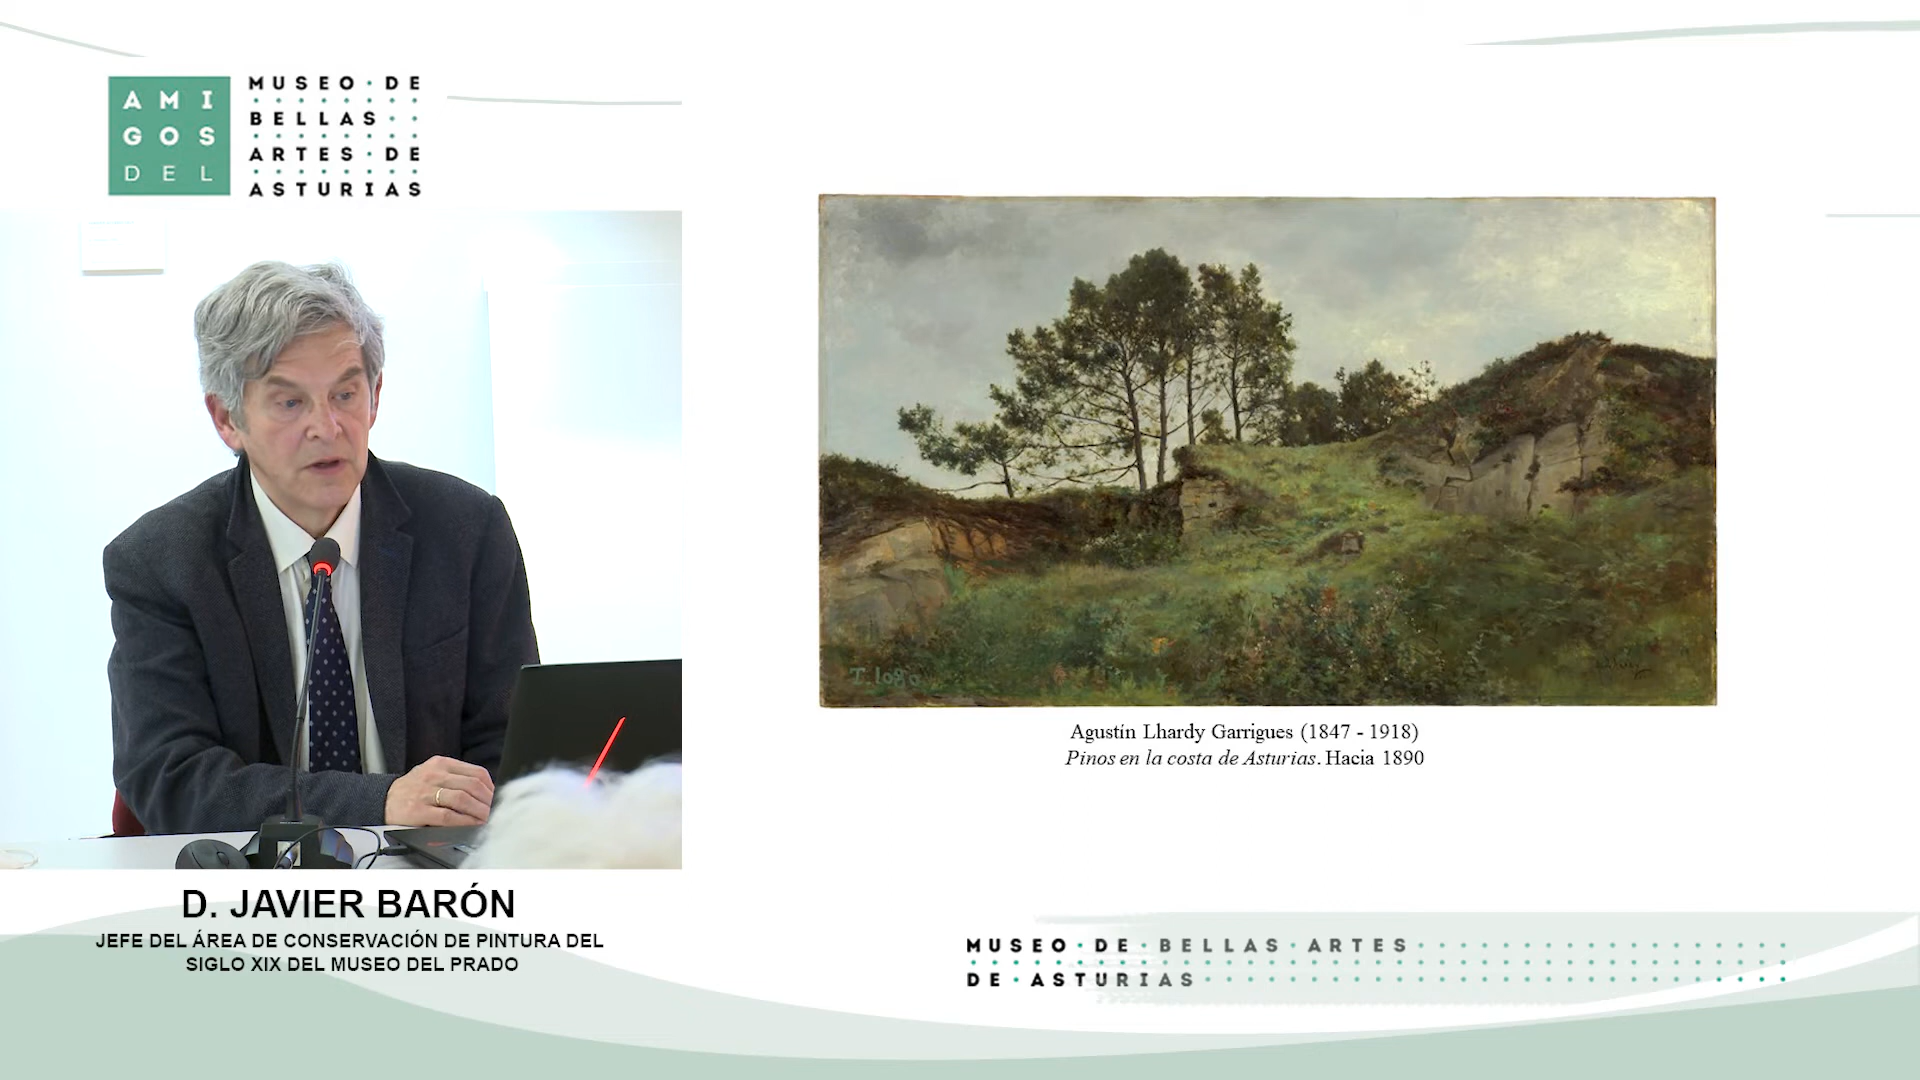 AMI
GOS
DEL
MUSEO · DE
BELLAS
ARTES · DE
ASTURIAS
T. 1080
Agustín Lhardy Garrigues (1847 - 1918)
Pinos en la costa de Asturias. Hacia 1890
D. JAVIER BARÓN
JEFE DEL ÁREA DE CONSERVACIÓN DE PINTURA DEL
SIGLO XIX DEL MUSEO DEL PRADO
MUSEO · DE · BELLAS · ARTES
DE · ASTURIAS